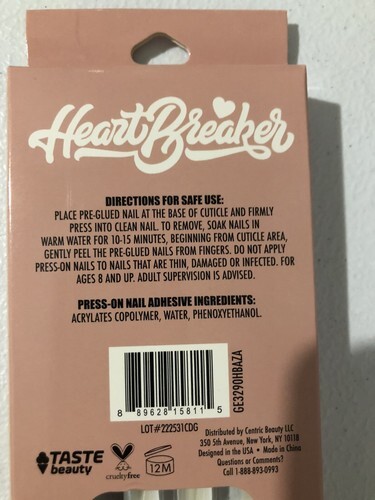 Heart Breaker
DIRECTIONS FOR SAFE USE:
PLACE PRE-GLUED NAIL AT THE BASE OF CUTICLE AND FIRMLY
PRESS INTO CLEAN NAIL. TO REMOVE, SOAK NAILS IN
WARM WATER FOR 10-15 MINUTES, BEGINNING FROM CUTICLE AREA,
GENTLY PEEL THE PRE-GLUED NAILS FROM FINGERS. DO NOT APPLY
PRESS-ON NAILS TO NAILS THAT ARE THIN, DAMAGED OR INFECTED. FOR
AGES 8 AND UP. ADULT SUPERVISION IS ADVISED.
PRESS-ON NAIL ADHESIVE INGREDIENTS:
ACRYLATES COPOLYMER, WATER, PHENOXYETHANOL.
8 89628 15811 5
GE3290HBAZA
LOT# 222531CDG
TASTE
beauty
crueltyfree
12M
Distributed by Centric Beauty LLC
350 5th Avenue, New York, NY 10118
Designed in the USA • Made in China
Questions or Comments?
Call 1-888-893-0993